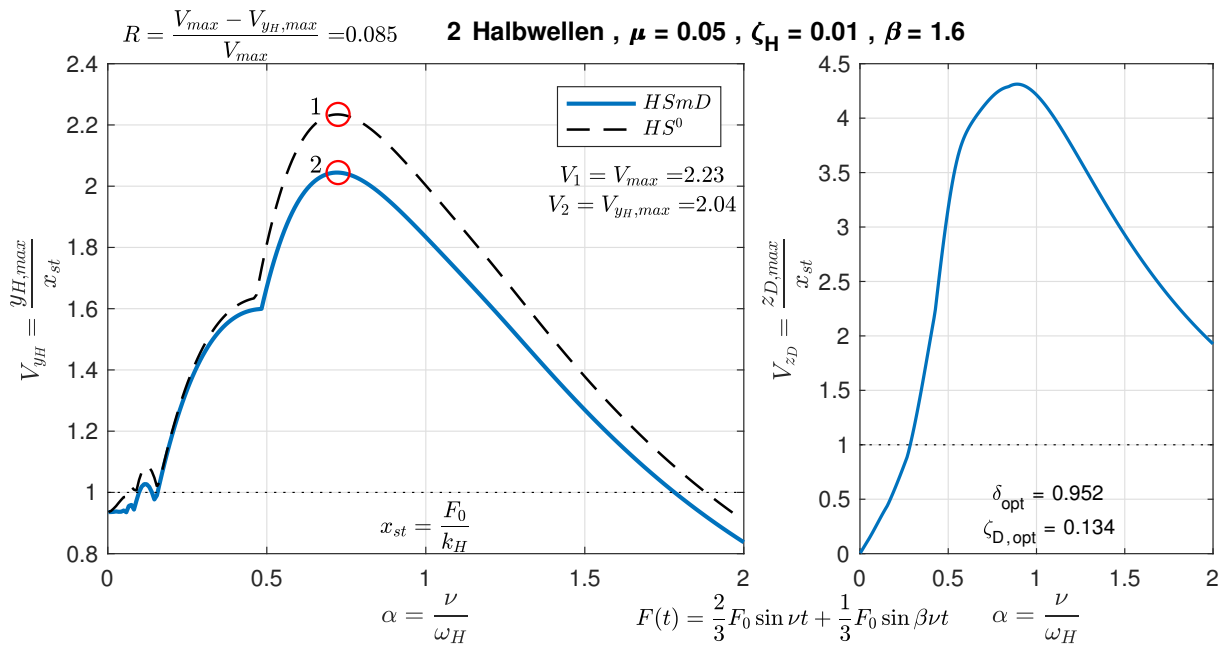 R = \frac{V_{max} - V_{y_H,max}}{V_{max}} =0.085
2 Halbwellen , μ = 0.05 , ζ_H = 0.01 , β = 1.6
V_{y_H} = \frac{y_{H,max}}{x_{st}}
2.4
2.2
2
1.8
1.6
1.4
1.2
1
0.8
0 0.5 1 1.5 2
1
2
HSmD
HS^0
V_1 = V_{max} =2.23
V_2 = V_{y_H,max} =2.04
x_{st} = \frac{F_0}{k_H}
α = \frac{ν}{ω_H}
V_{z_D} = \frac{z_{D,max}}{x_{st}}
4.5
4
3.5
3
2.5
2
1.5
1
0.5
0
0 0.5 1 1.5 2
δ_{opt} = 0.952
ζ_{D,opt} = 0.134
F(t) = \frac{2}{3}F_0 sin νt + \frac{1}{3}F_0 sin βνt
α = \frac{ν}{ω_H}